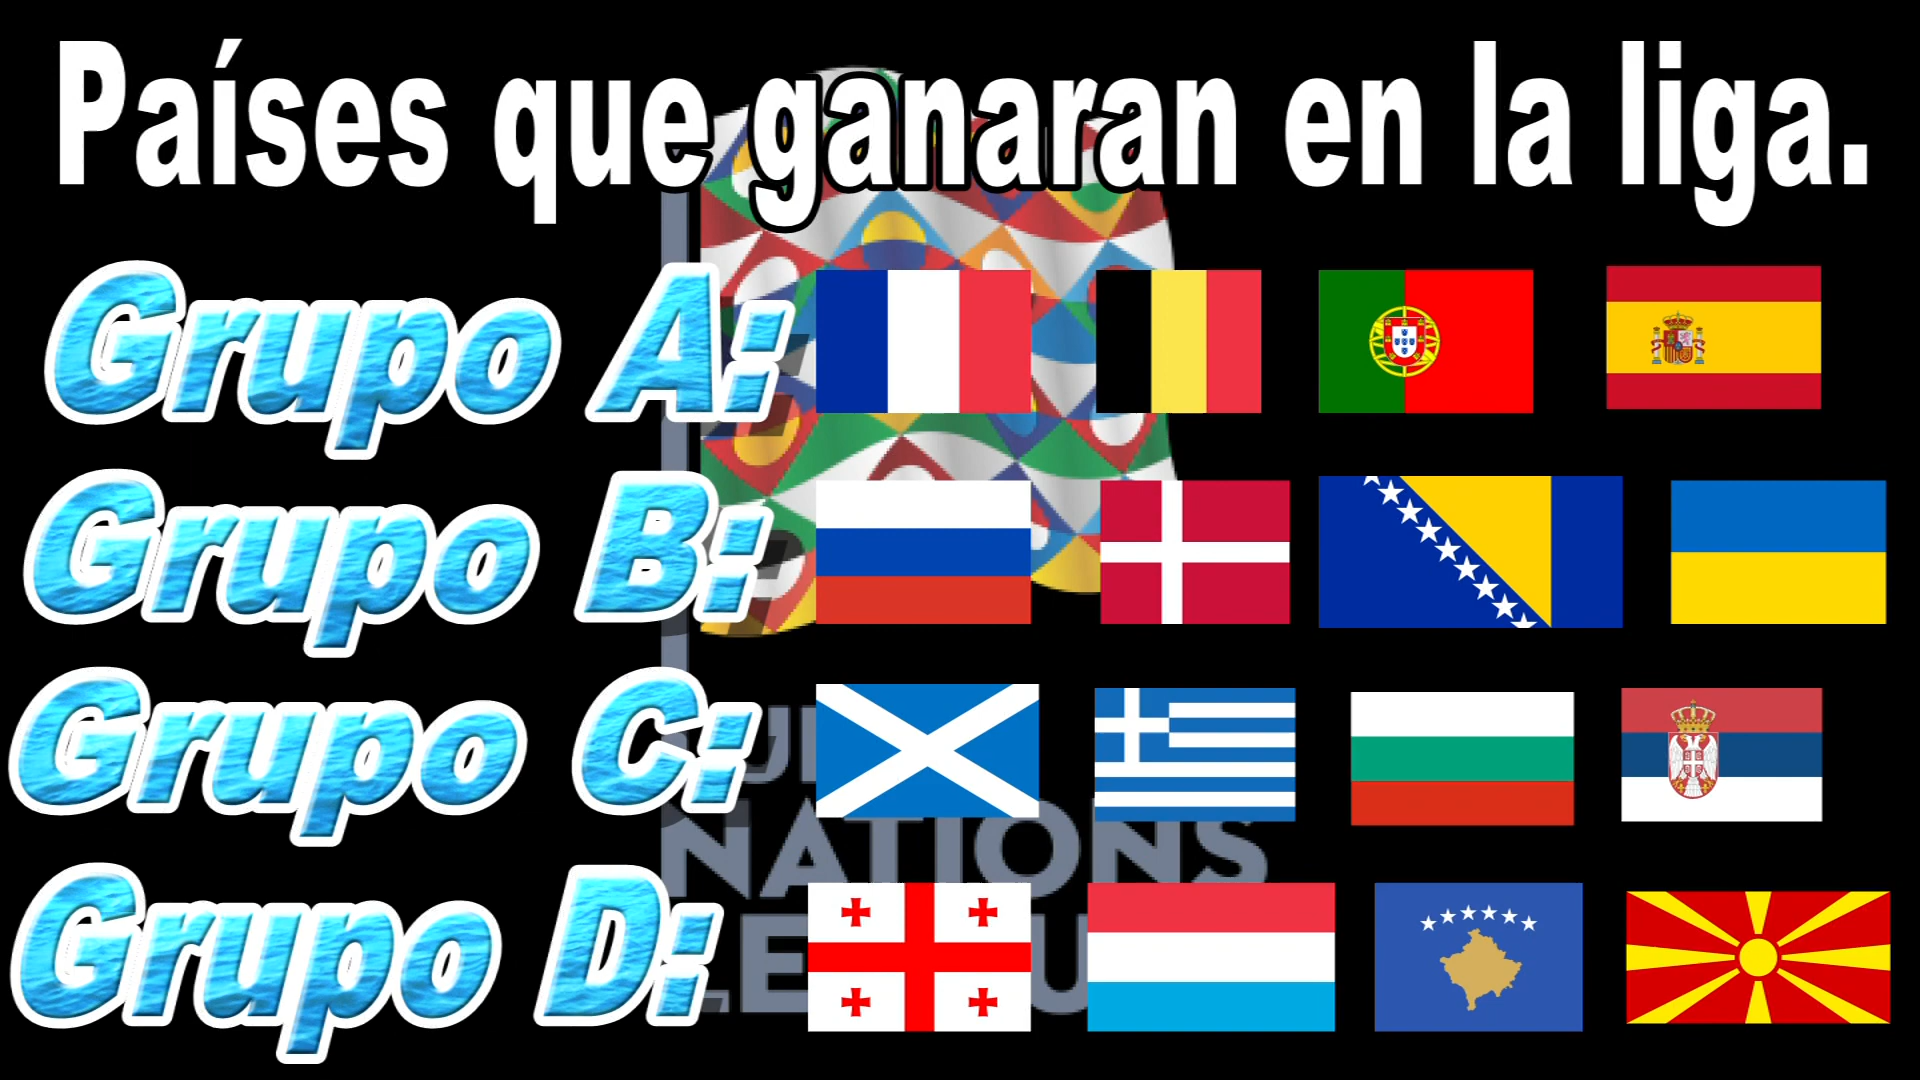 Países que ganaran en la liga.
Grupo A:
Grupo B:
Grupo C:
Grupo D:
NATIONS